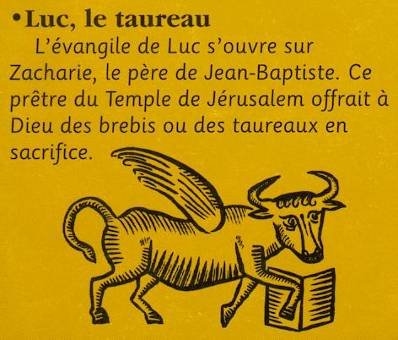 •Luc, le taureau
L'évangile de Luc s'ouvre sur
Zacharie, le père de Jean-Baptiste. Ce
prêtre du Temple de Jérusalem offrait à
Dieu des brebis ou des taureaux en
sacrifice.